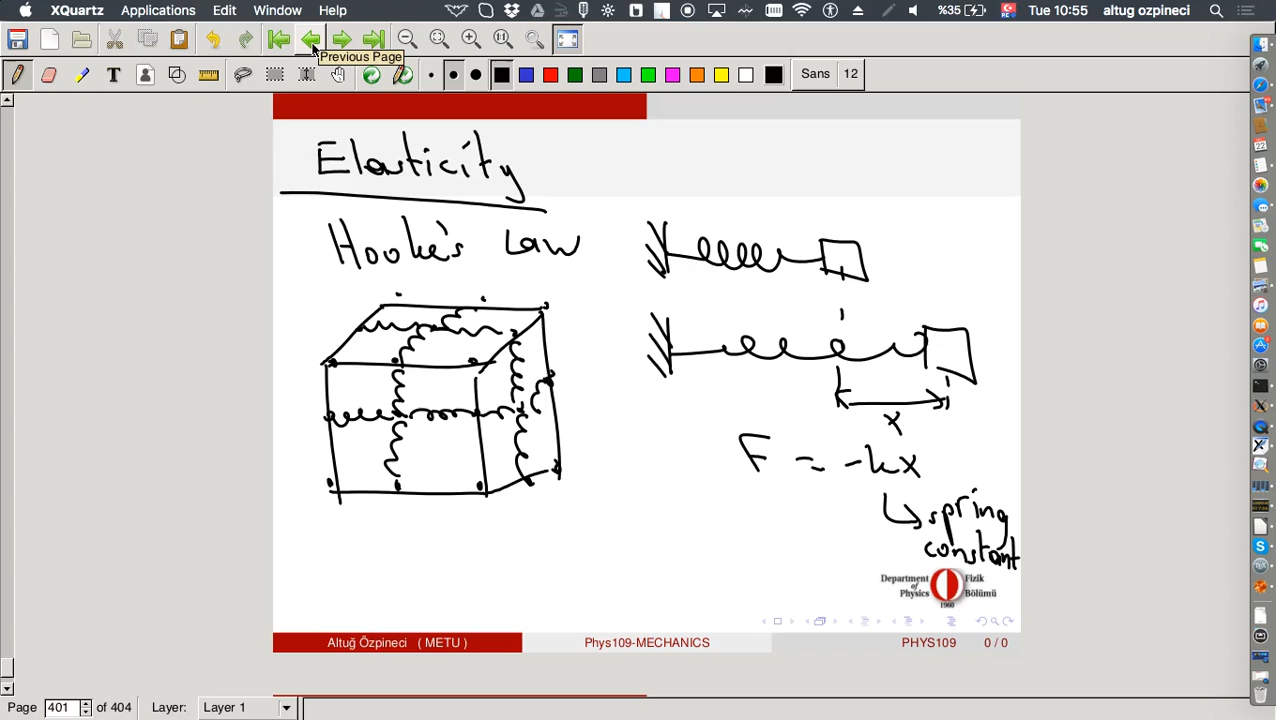 XQuartz Applications Edit Window Help
%35 Tue 10:55 altug ozpineci
Previous Page
T
Sans 12
Elasticity
Hooke's Law
x
F = -kx
spring
constant
Department of Physics
Fizik Bölümü
1960
Altuğ Özpineci ( METU ) Phys109-MECHANICS PHYS109 0 / 0
Page 401 of 404 Layer: Layer 1